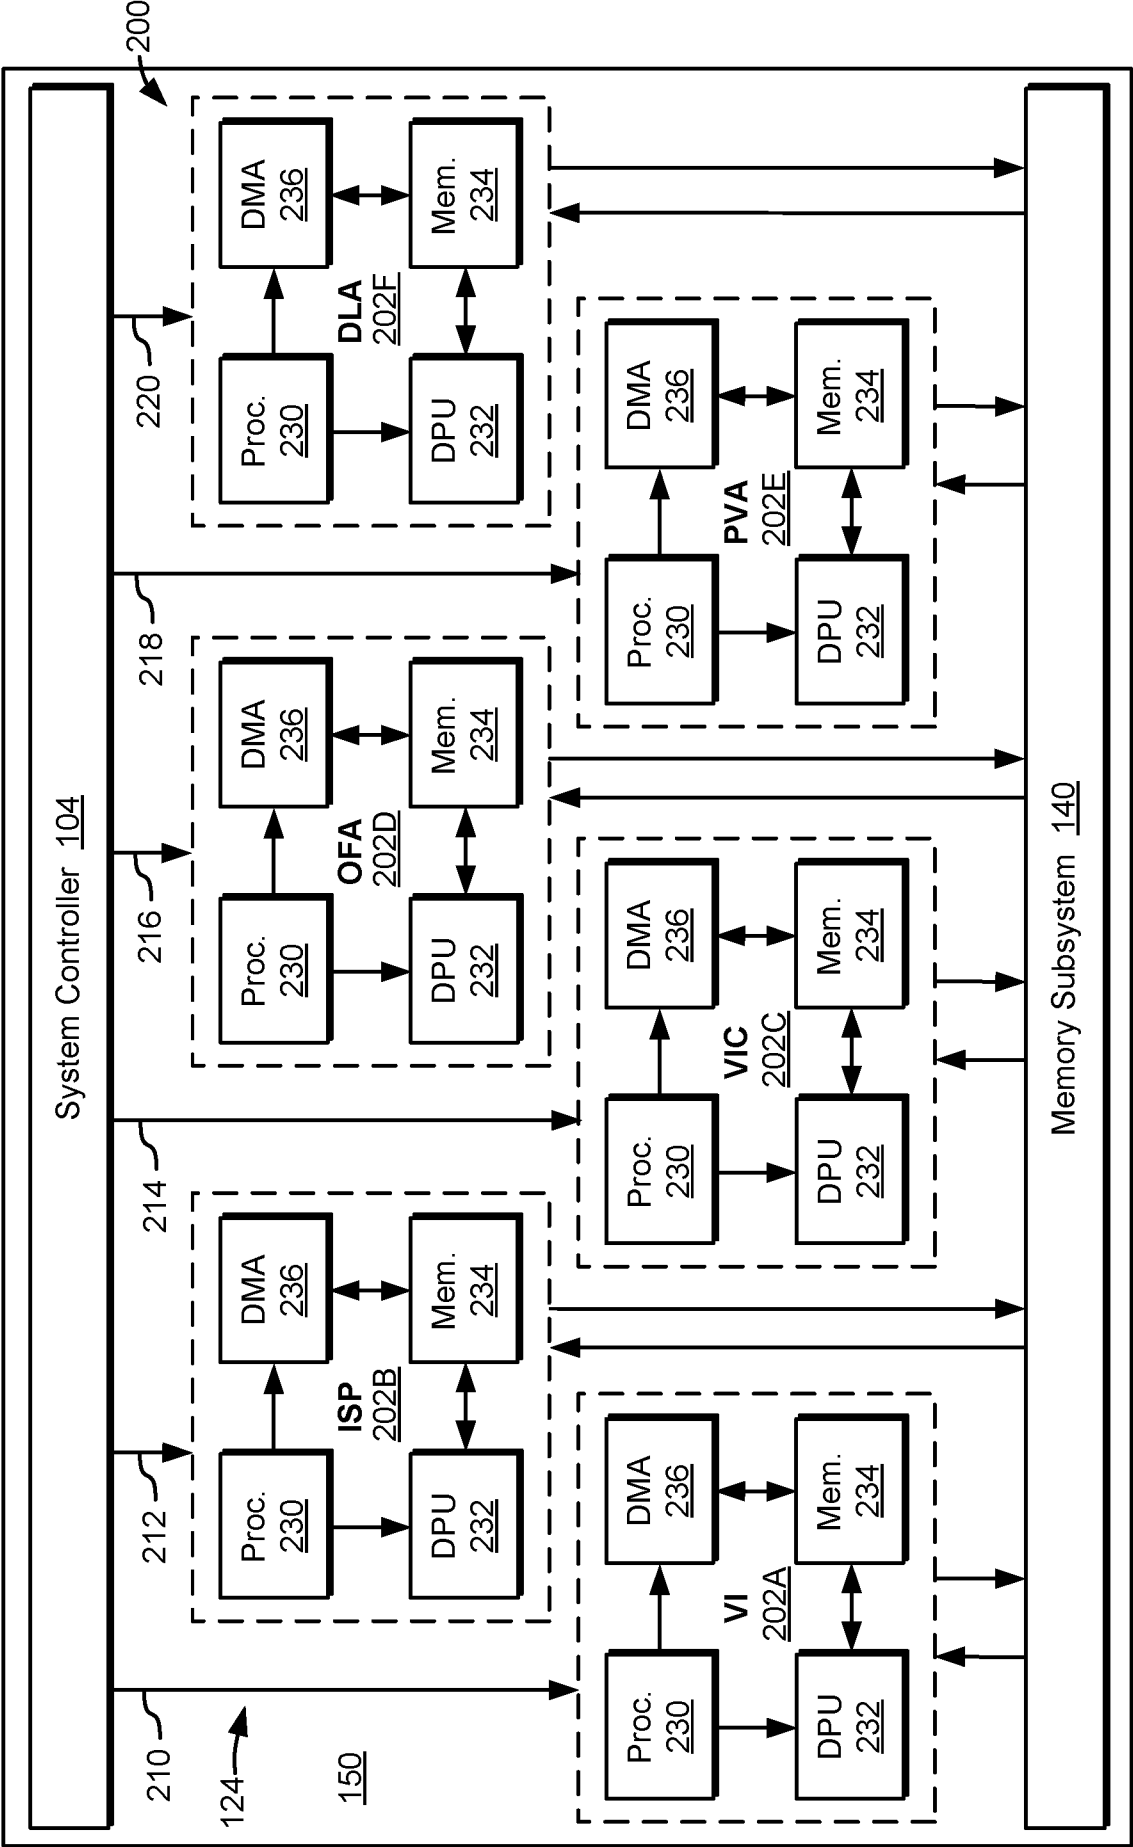 200
System Controller 104
210
212
214
216
218
220
124
150
ISP
202B
Proc.
230
DMA
236
DPU
232
Mem.
234
OFA
202D
Proc.
230
DMA
236
DPU
232
Mem.
234
DLA
202F
Proc.
230
DMA
236
DPU
232
Mem.
234
VI
202A
Proc.
230
DMA
236
DPU
232
Mem.
234
VIC
202C
Proc.
230
DMA
236
DPU
232
Mem.
234
PVA
202E
Proc.
230
DMA
236
DPU
232
Mem.
234
Memory Subsystem 140